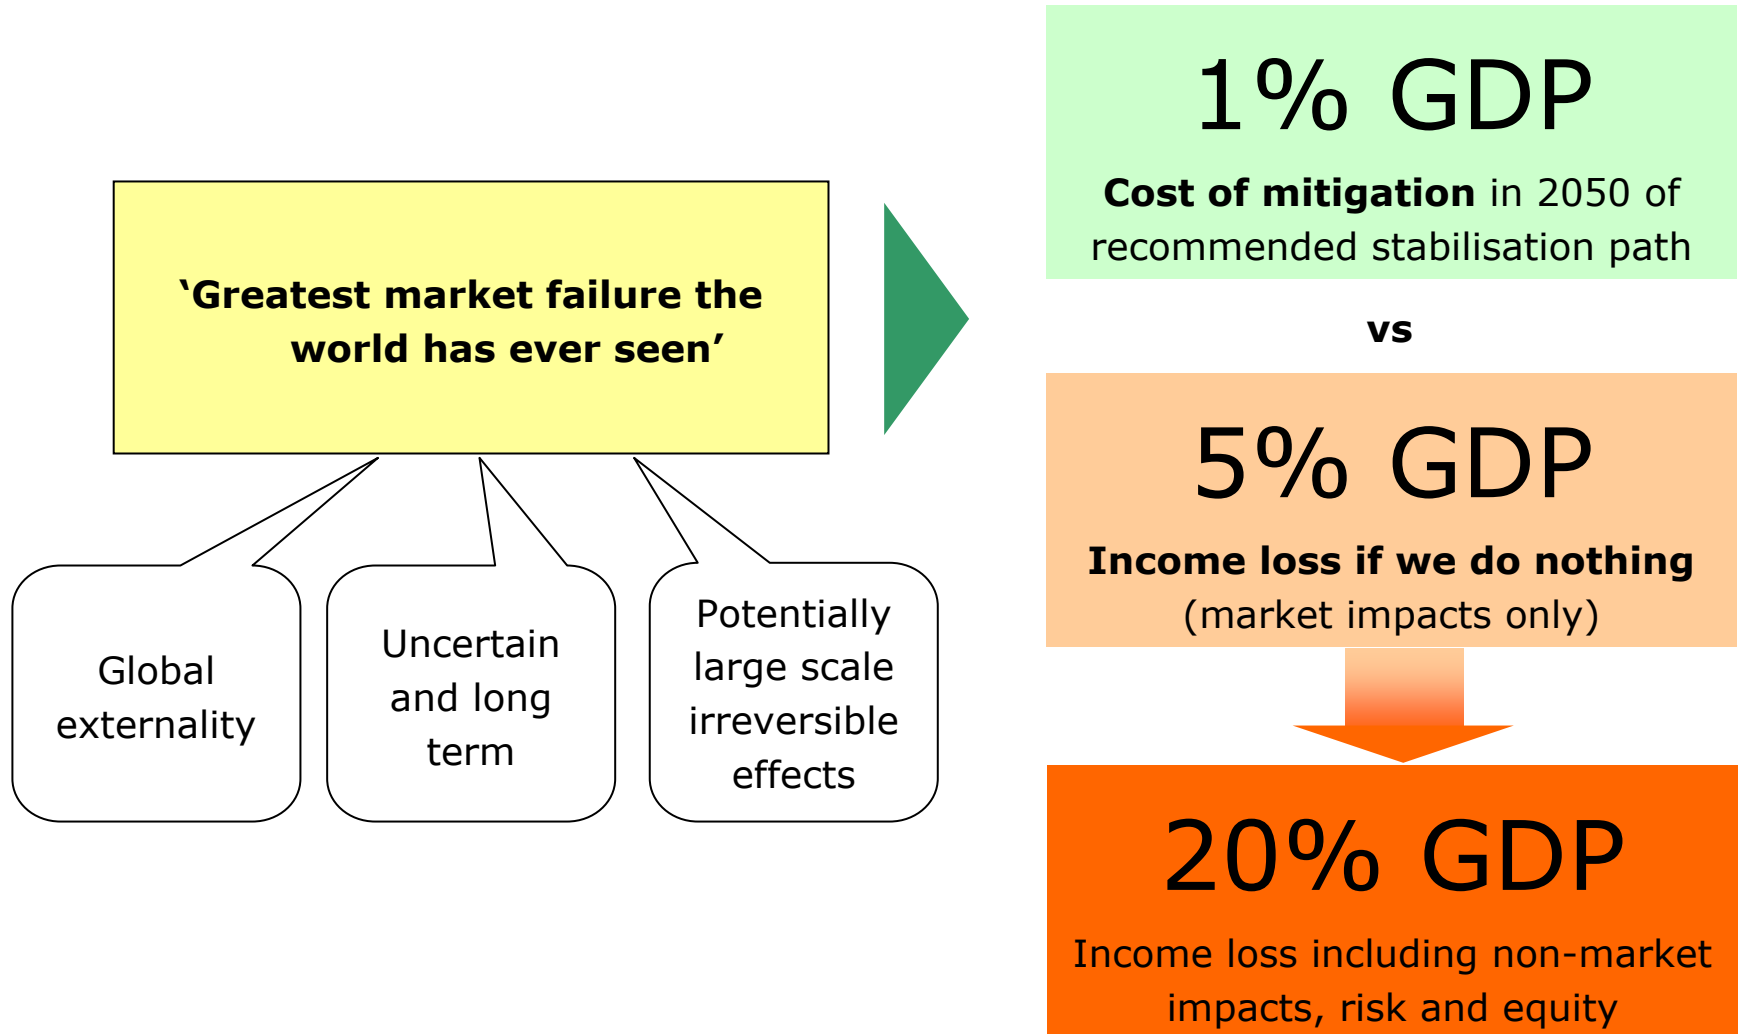 ‘Greatest market failure the
world has ever seen’
Global
externality
Uncertain
and long
term
Potentially
large scale
irreversible
effects
1% GDP
Cost of mitigation in 2050 of
recommended stabilisation path
vs
5% GDP
Income loss if we do nothing
(market impacts only)
20% GDP
Income loss including non-market
impacts, risk and equity